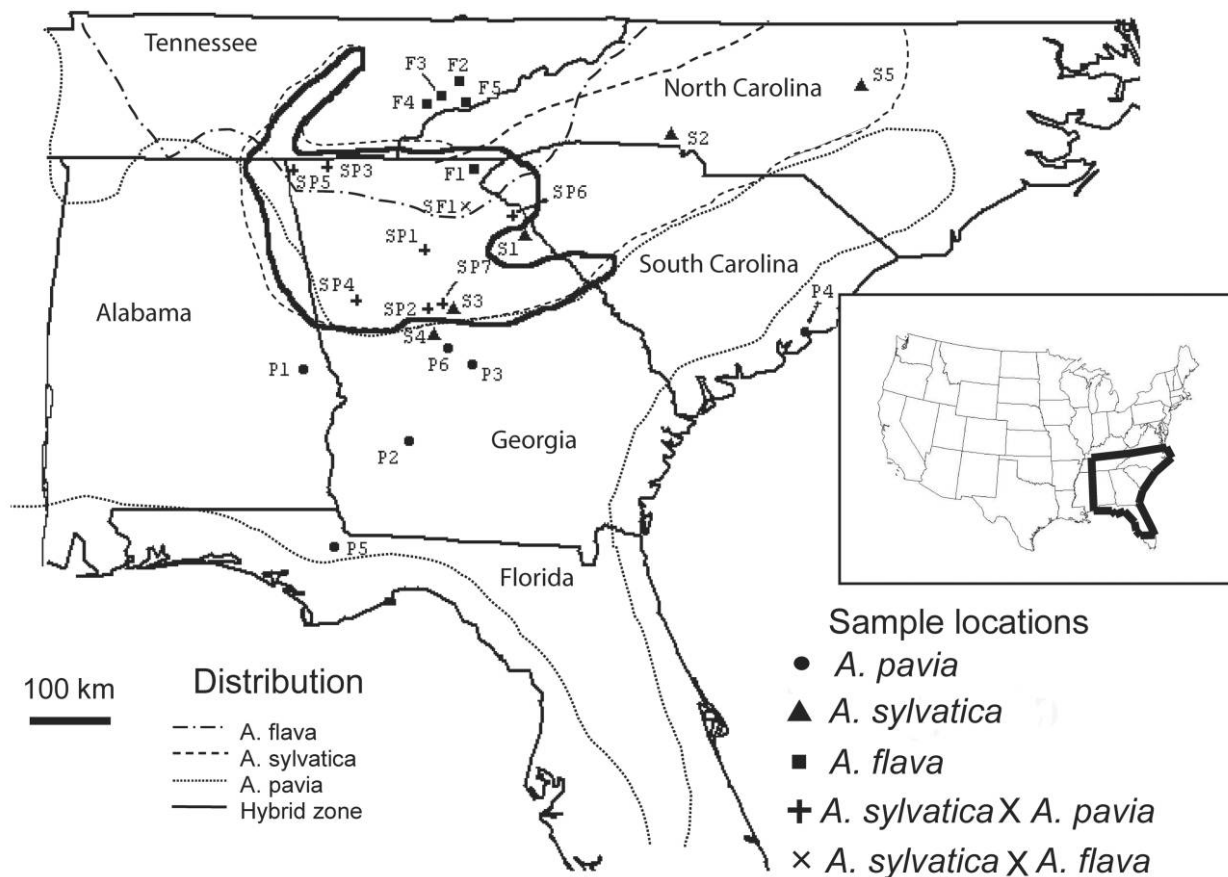 Tennessee
F3
F2
F4
F5
North Carolina
S5
S2
SP5
SP3
F1
SP6
SF1
SP1
S1
SP7
South Carolina
SP4
SP2
S3
P4
Alabama
S4
P6
P3
P1
P2
Georgia
P5
Florida
100 km
Distribution
A. flava
A. sylvatica
A. pavia
Hybrid zone
Sample locations
A. pavia
A. sylvatica
A. flava
A. sylvatica X A. pavia
A. sylvatica X A. flava